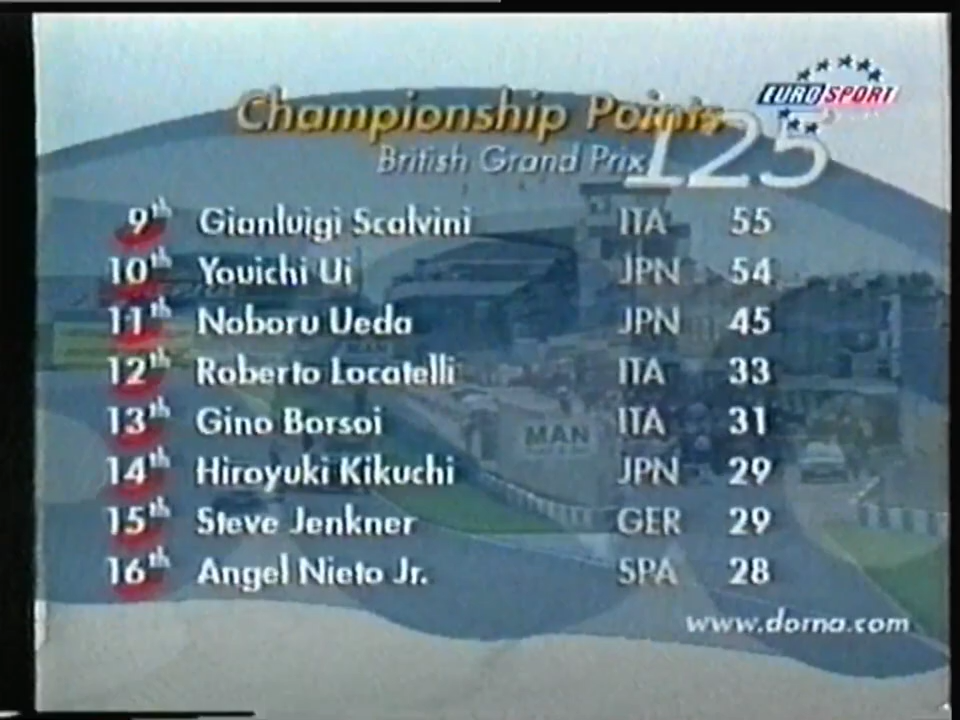 EUROSPORT
Championship Points
125
British Grand Prix
9th Gianluigi Scalvini ITA 55
10th Youichi Ui JPN 54
11th Noboru Ueda JPN 45
12th Roberto Locatelli ITA 33
13th Gino Borsoi ITA 31
14th Hiroyuki Kikuchi JPN 29
15th Steve Jenkner GER 29
16th Angel Nieto Jr. SPA 28
MAN
www.dorna.com